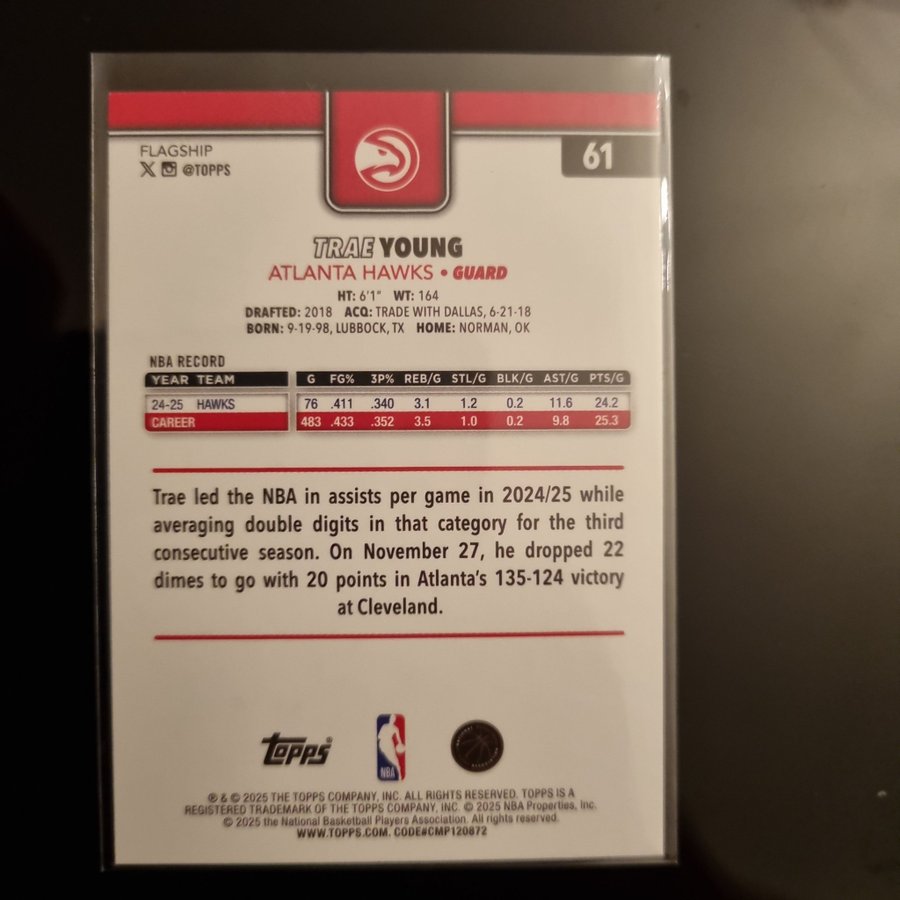 FLAGSHIP
@TOPPS
61
TRAE YOUNG
ATLANTA HAWKS • GUARD
HT: 6'1" WT: 164
DRAFTED: 2018 ACQ: TRADE WITH DALLAS, 6-21-18
BORN: 9-19-98, LUBBOCK, TX HOME: NORMAN, OK
NBA RECORD
YEAR TEAM G FG% 3P% REB/G STL/G BLK/G AST/G PTS/G
24-25 HAWKS 76 .411 .340 3.1 1.2 0.2 11.6 24.2
CAREER 483 .433 .352 3.5 1.0 0.2 9.8 25.3
Trae led the NBA in assists per game in 2024/25 while
averaging double digits in that category for the third
consecutive season. On November 27, he dropped 22
dimes to go with 20 points in Atlanta's 135-124 victory
at Cleveland.
Topps®
NBA
® & © 2025 THE TOPPS COMPANY, INC. ALL RIGHTS RESERVED. TOPPS IS A
REGISTERED TRADEMARK OF THE TOPPS COMPANY, INC. © 2025 NBA Properties, Inc.
© 2025 the National Basketball Players Association. All rights reserved.
WWW.TOPPS.COM. CODE#CMP120872